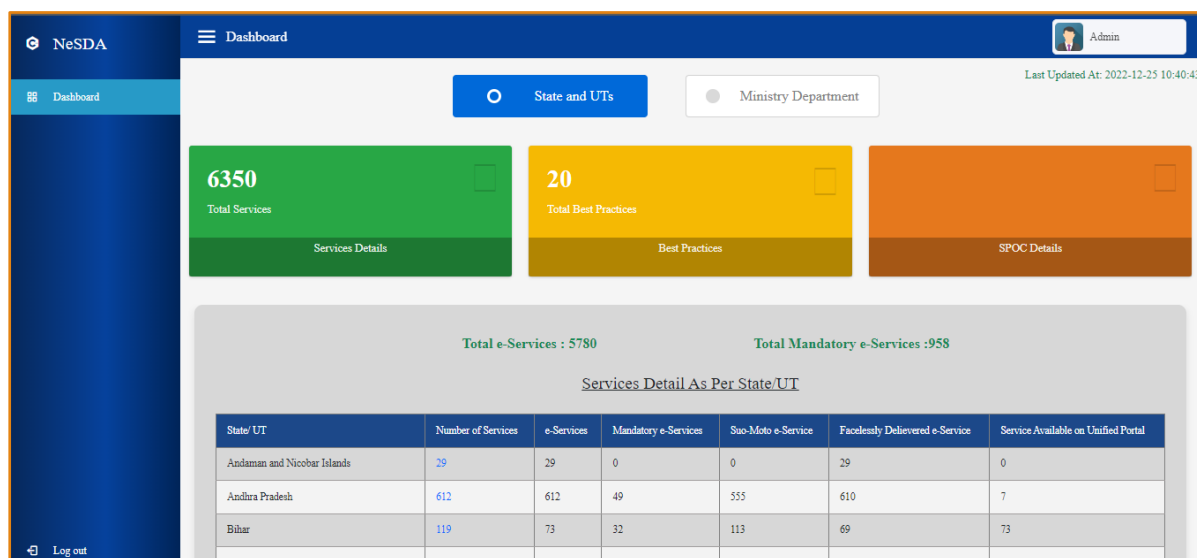 NeSDA
Dashboard
Admin
Last Updated At: 2022-12-25 10:40:43
Dashboard
State and UTs
Ministry Department
6350
Total Services
Services Details
20
Total Best Practices
Best Practices
SPOC Details
Total e-Services : 5780
Total Mandatory e-Services :958
Services Detail As Per State/UT
State/ UT Number of Services e-Services Mandatory e-Services Suo-Moto e-Service Facelessly Delievered e-Service Service Available on Unified Portal
Andaman and Nicobar Islands 29 29 0 0 29 0
Andhra Pradesh 612 612 49 555 610 7
Bihar 119 73 32 113 69 73
Log out